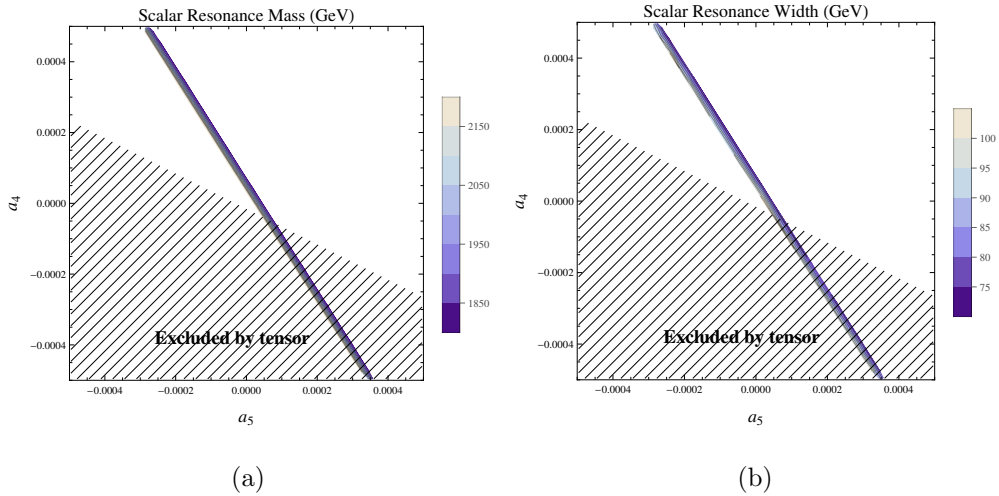 Scalar Resonance Mass (GeV)
0.0004
0.0002
0.0000
−0.0002
−0.0004
a4
−0.0004 −0.0002 0.0000 0.0002 0.0004
a5
Excluded by tensor
2150
2050
1950
1850
(a)
Scalar Resonance Width (GeV)
0.0004
0.0002
0.0000
−0.0002
−0.0004
a4
−0.0004 −0.0002 0.0000 0.0002 0.0004
a5
Excluded by tensor
100
95
90
85
80
75
(b)